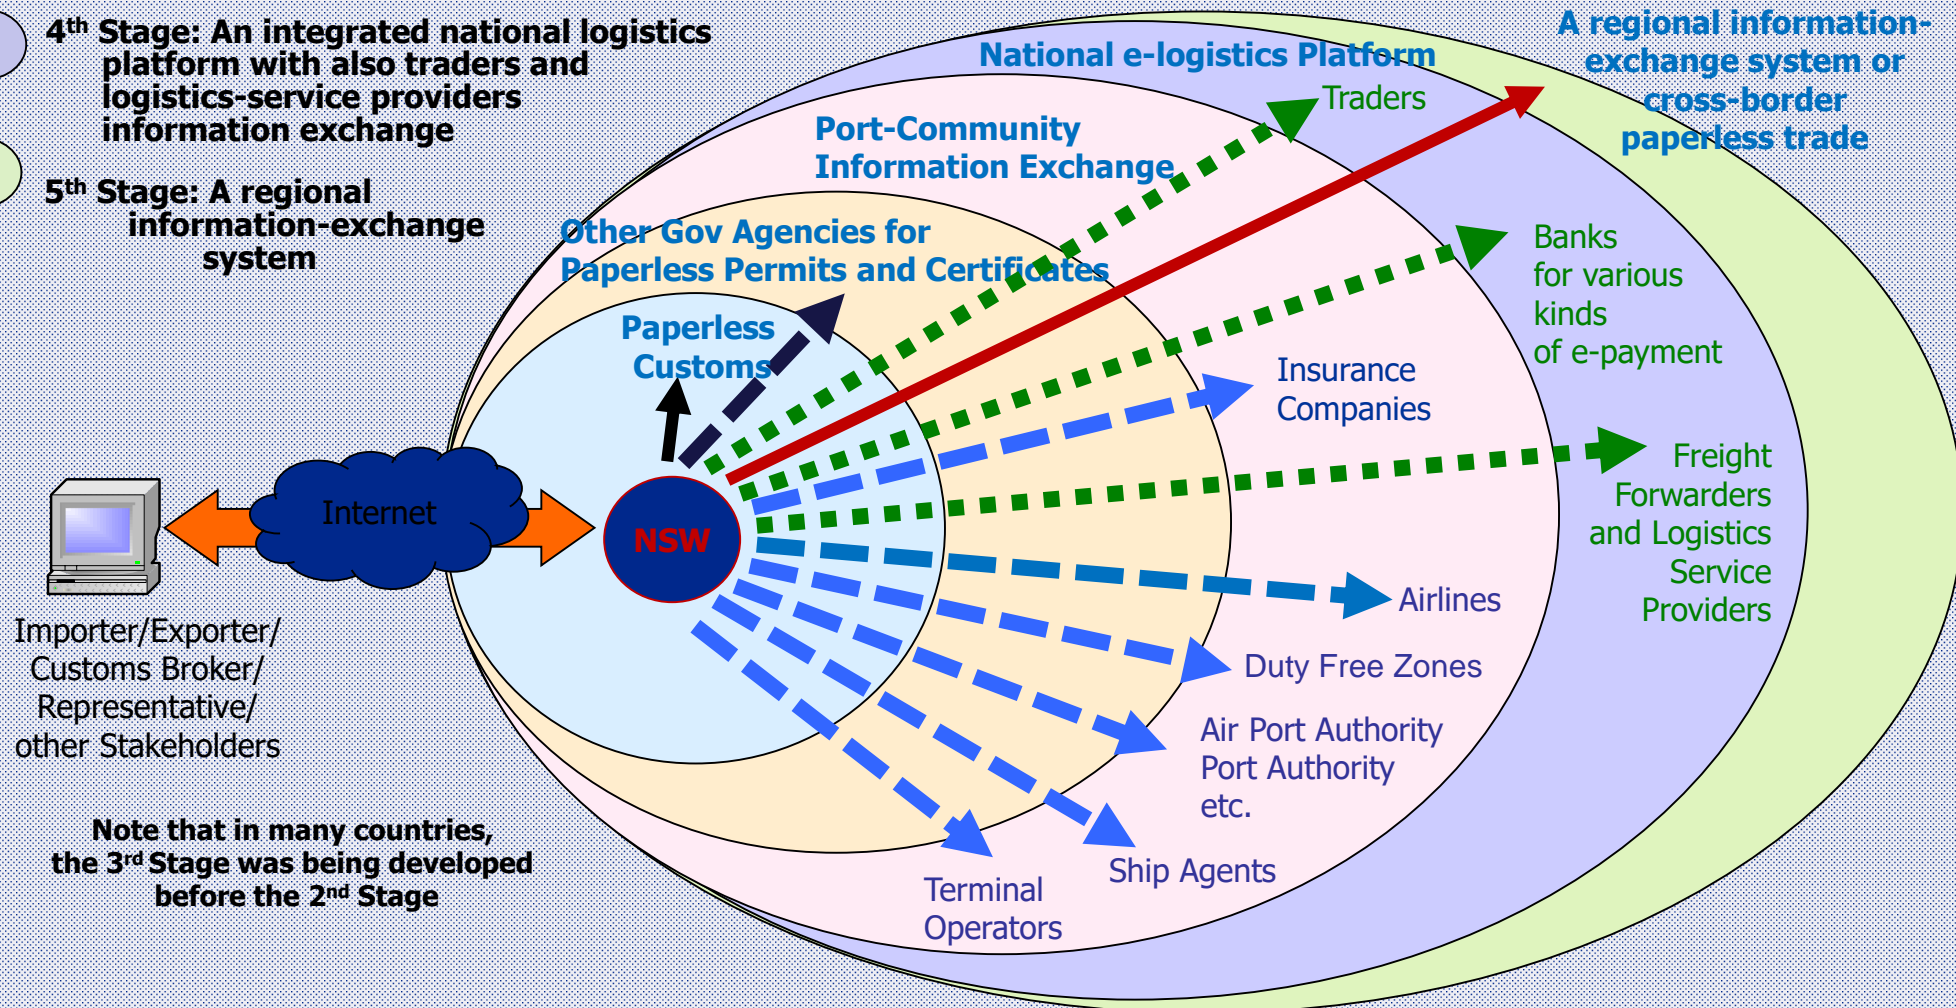 4th Stage: An integrated national logistics
platform with also traders and
logistics-service providers
information exchange
5th Stage: A regional
information-exchange
system
National e-logistics Platform
A regional information-
exchange system or
cross-border
paperless trade
Traders
Port-Community
Information Exchange
Other Gov Agencies for
Paperless Permits and Certificates
Banks
for various
kinds
of e-payment
Paperless
Customs
Insurance
Companies
Freight
Forwarders
and Logistics
Service
Providers
Internet
NSW
Airlines
Importer/Exporter/
Customs Broker/
Representative/
other Stakeholders
Duty Free Zones
Air Port Authority
Port Authority
etc.
Note that in many countries,
the 3rd Stage was being developed
before the 2nd Stage
Ship Agents
Terminal
Operators